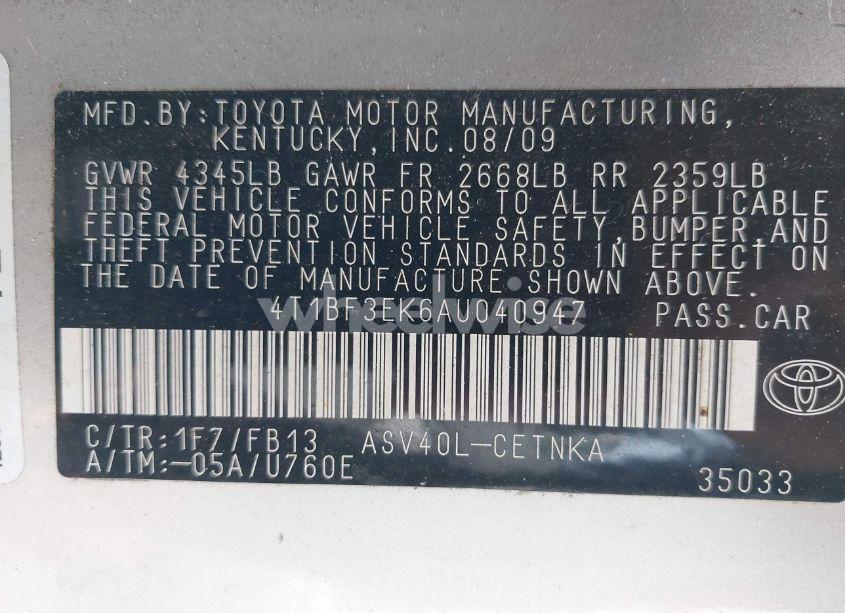 MFD.BY:TOYOTA MOTOR MANUFACTURING,
KENTUCKY,INC.08/09
GVWR 4345LB GAWR FR 2668LB RR 2359LB
THIS VEHICLE CONFORMS TO ALL APPLICABLE
FEDERAL MOTOR VEHICLE SAFETY,BUMPER,AND
THEFT PREVENTION STANDARDS IN EFFECT ON
THE DATE OF MANUFACTURE SHOWN ABOVE.
wheelwise
4T1BF3EK6AU040947 PASS.CAR
C/TR:1F7/FB13 ASV40L-CETNKA
A/TM:-05A/U760E 35033